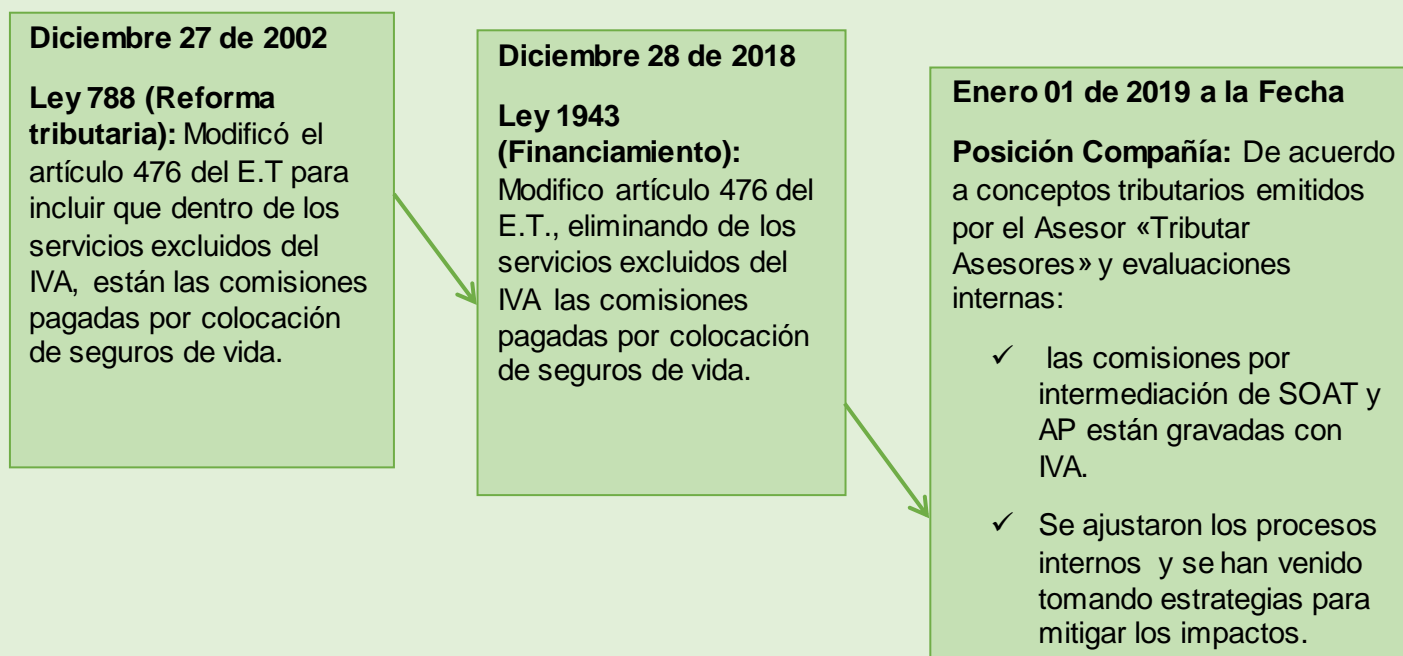 Diciembre 27 de 2002
Ley 788 (Reforma
tributaria): Modificó el
artículo 476 del E.T para
incluir que dentro de los
servicios excluidos del
IVA, están las comisiones
pagadas por colocación
de seguros de vida.
Diciembre 28 de 2018
Ley 1943
(Financiamiento):
Modifico artículo 476 del
E.T., eliminando de los
servicios excluidos del
IVA las comisiones
pagadas por colocación
de seguros de vida.
Enero 01 de 2019 a la Fecha
Posición Compañía: De acuerdo
a conceptos tributarios emitidos
por el Asesor «Tributar
Asesores» y evaluaciones
internas:
✓ las comisiones por
intermediación de SOAT y
AP están gravadas con
IVA.
✓ Se ajustaron los procesos
internos y se han venido
tomando estrategias para
mitigar los impactos.